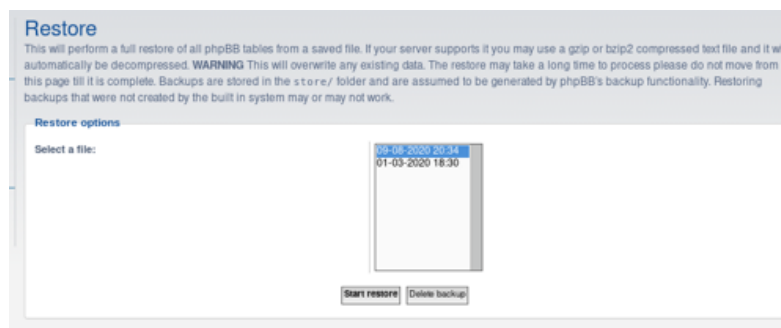 Restore
This will perform a full restore of all phpBB tables from a saved file. If your server supports it you may use a gzip or bzip2 compressed text file and it
automatically be decompressed. WARNING This will overwrite any existing data. The restore may take a long time to process please do not move from
this page till it is complete. Backups are stored in the store/ folder and are assumed to be generated by phpBB's backup functionality. Restoring
backups that were not created by the built in system may or may not work.
Restore options
Select a file:
09-08-2020 20:34
01-03-2020 18:30
Start restore Delete backup